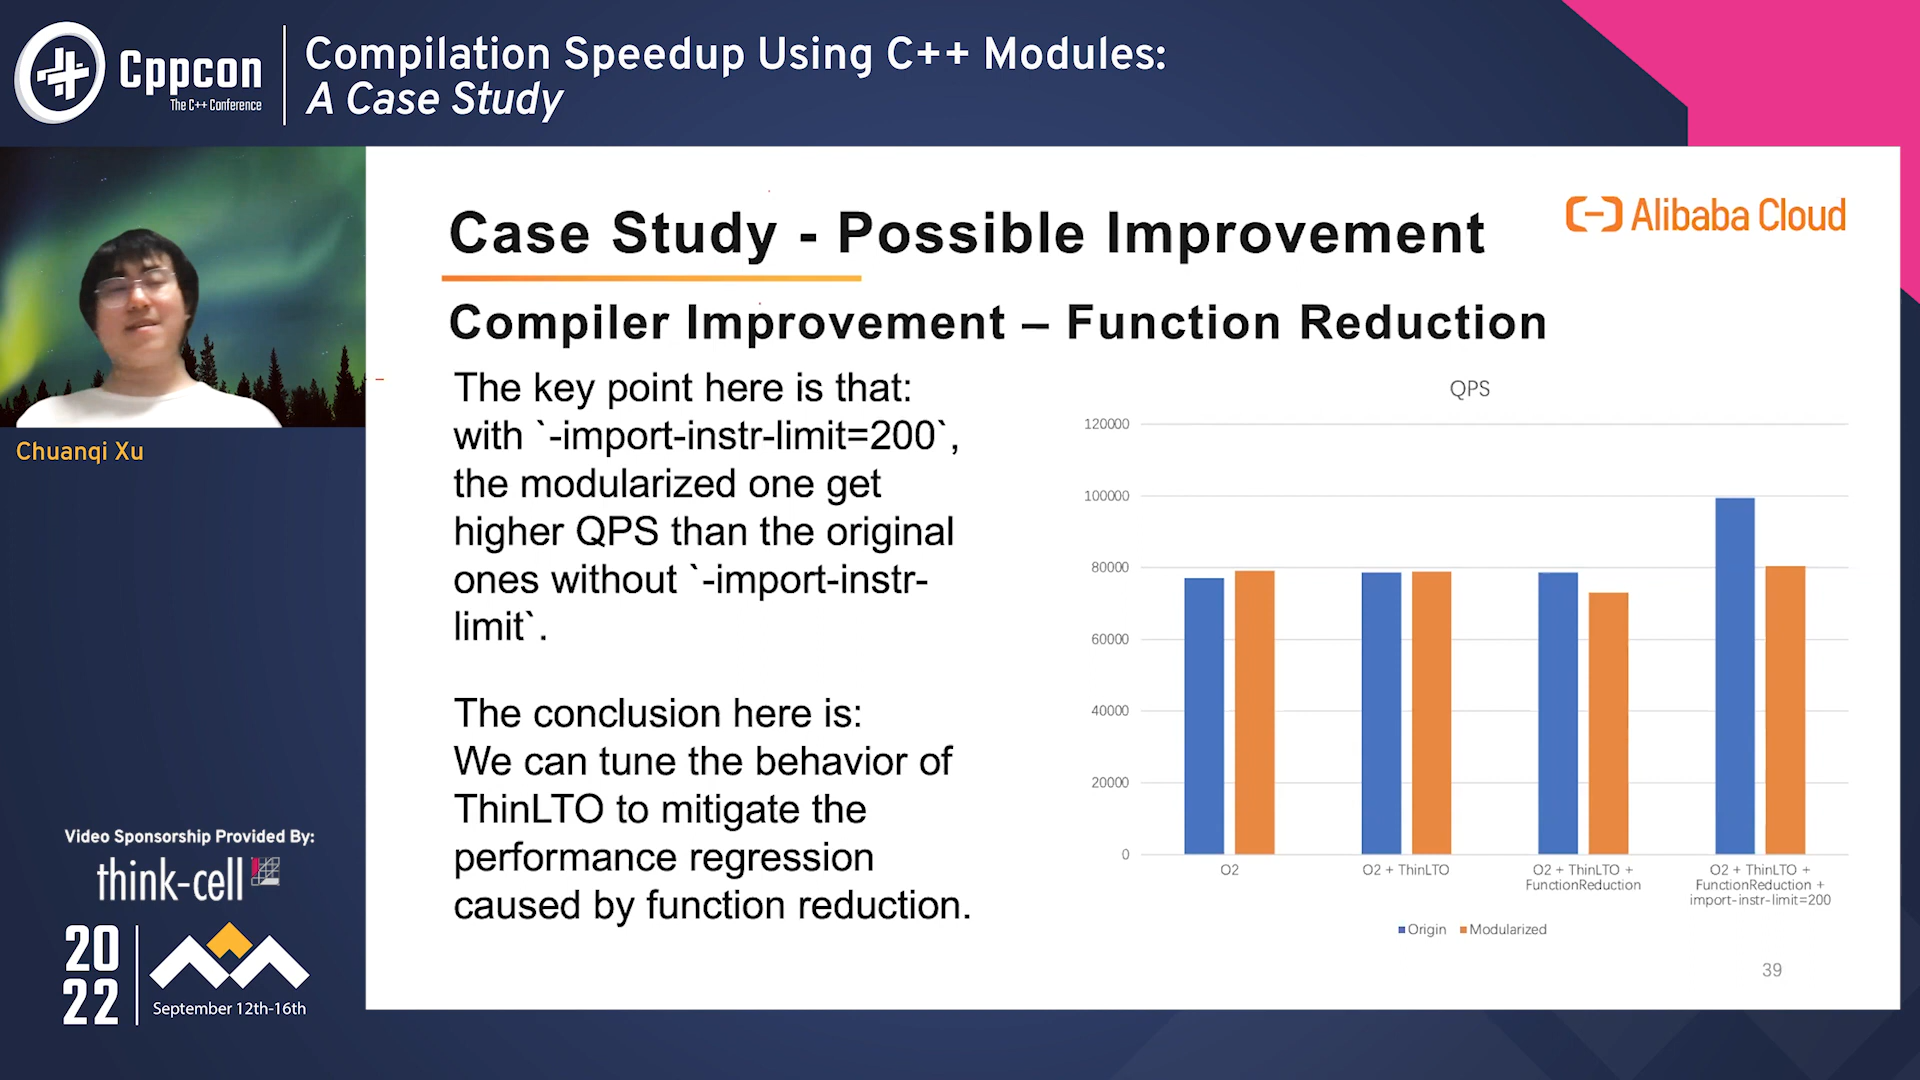 Cppcon
The C++ Conference
Compilation Speedup Using C++ Modules:
A Case Study
Chuanqi Xu
Video Sponsorship Provided By:
think-cell
20
22
September 12th-16th
Case Study - Possible Improvement
Alibaba Cloud
Compiler Improvement – Function Reduction
The key point here is that:
with `-import-instr-limit=200`,
the modularized one get
higher QPS than the original
ones without `-import-instr-
limit`.
The conclusion here is:
We can tune the behavior of
ThinLTO to mitigate the
performance regression
caused by function reduction.
QPS
120000
100000
80000
60000
40000
20000
0
O2
O2 + ThinLTO
O2 + ThinLTO +
FunctionReduction
O2 + ThinLTO +
FunctionReduction +
import-instr-limit=200
Origin Modularized
39